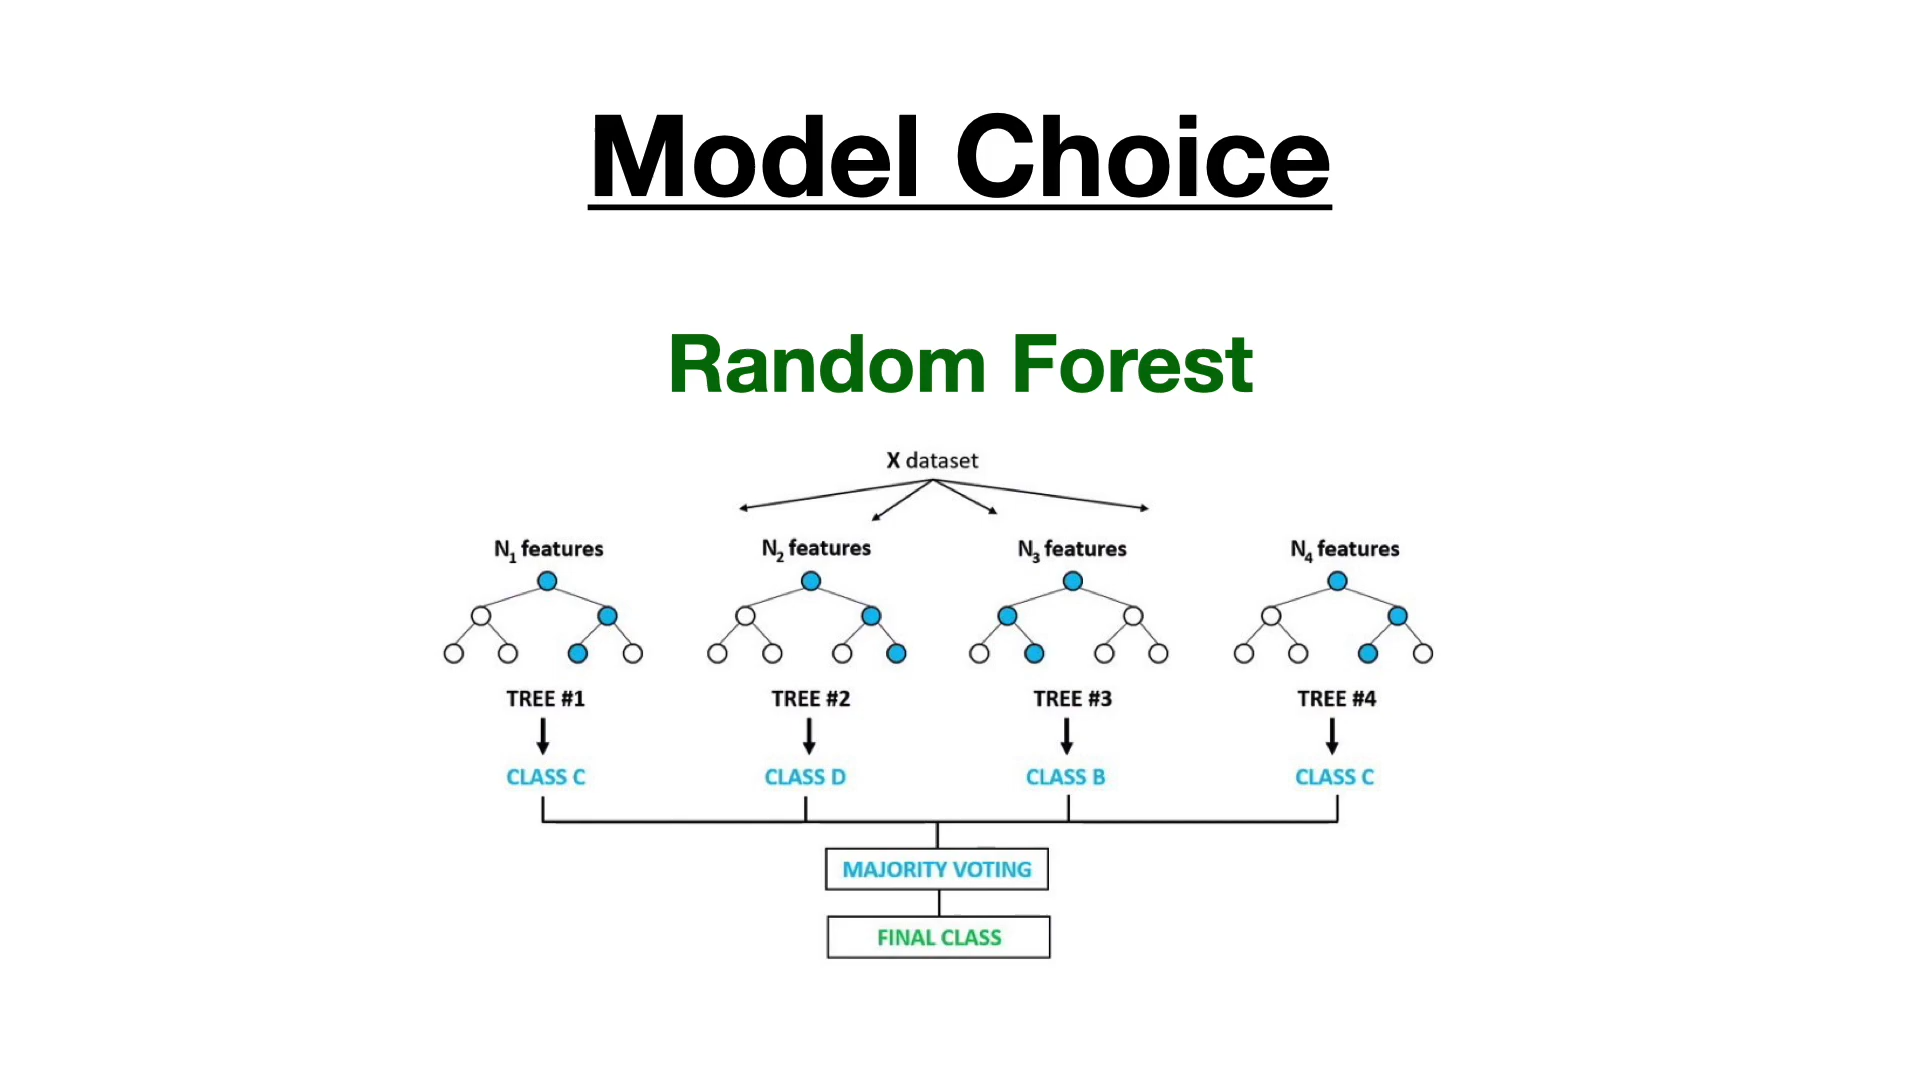 Model Choice
Random Forest
X dataset
N1 features
N2 features
N3 features
N4 features
TREE #1
TREE #2
TREE #3
TREE #4
CLASS C
CLASS D
CLASS B
CLASS C
MAJORITY VOTING
FINAL CLASS